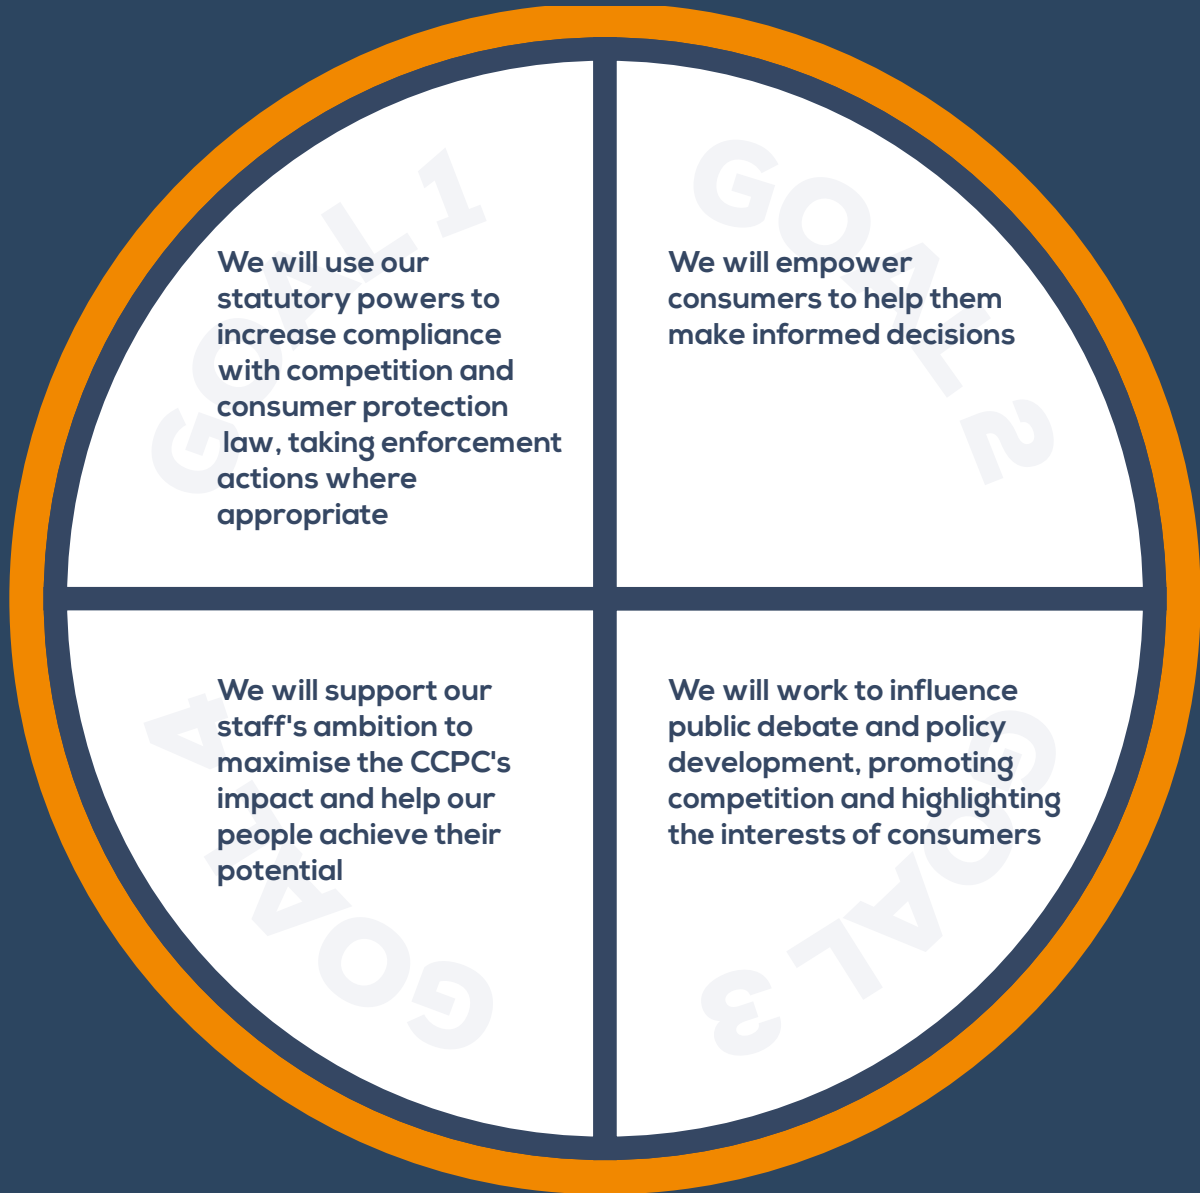 GOAL 1
We will use our
statutory powers to
increase compliance
with competition and
consumer protection
law, taking enforcement
actions where
appropriate
GOAL 2
We will empower
consumers to help them
make informed decisions
GOAL 3
We will work to influence
public debate and policy
development, promoting
competition and highlighting
the interests of consumers
GOAL 4
We will support our
staff's ambition to
maximise the CCPC's
impact and help our
people achieve their
potential